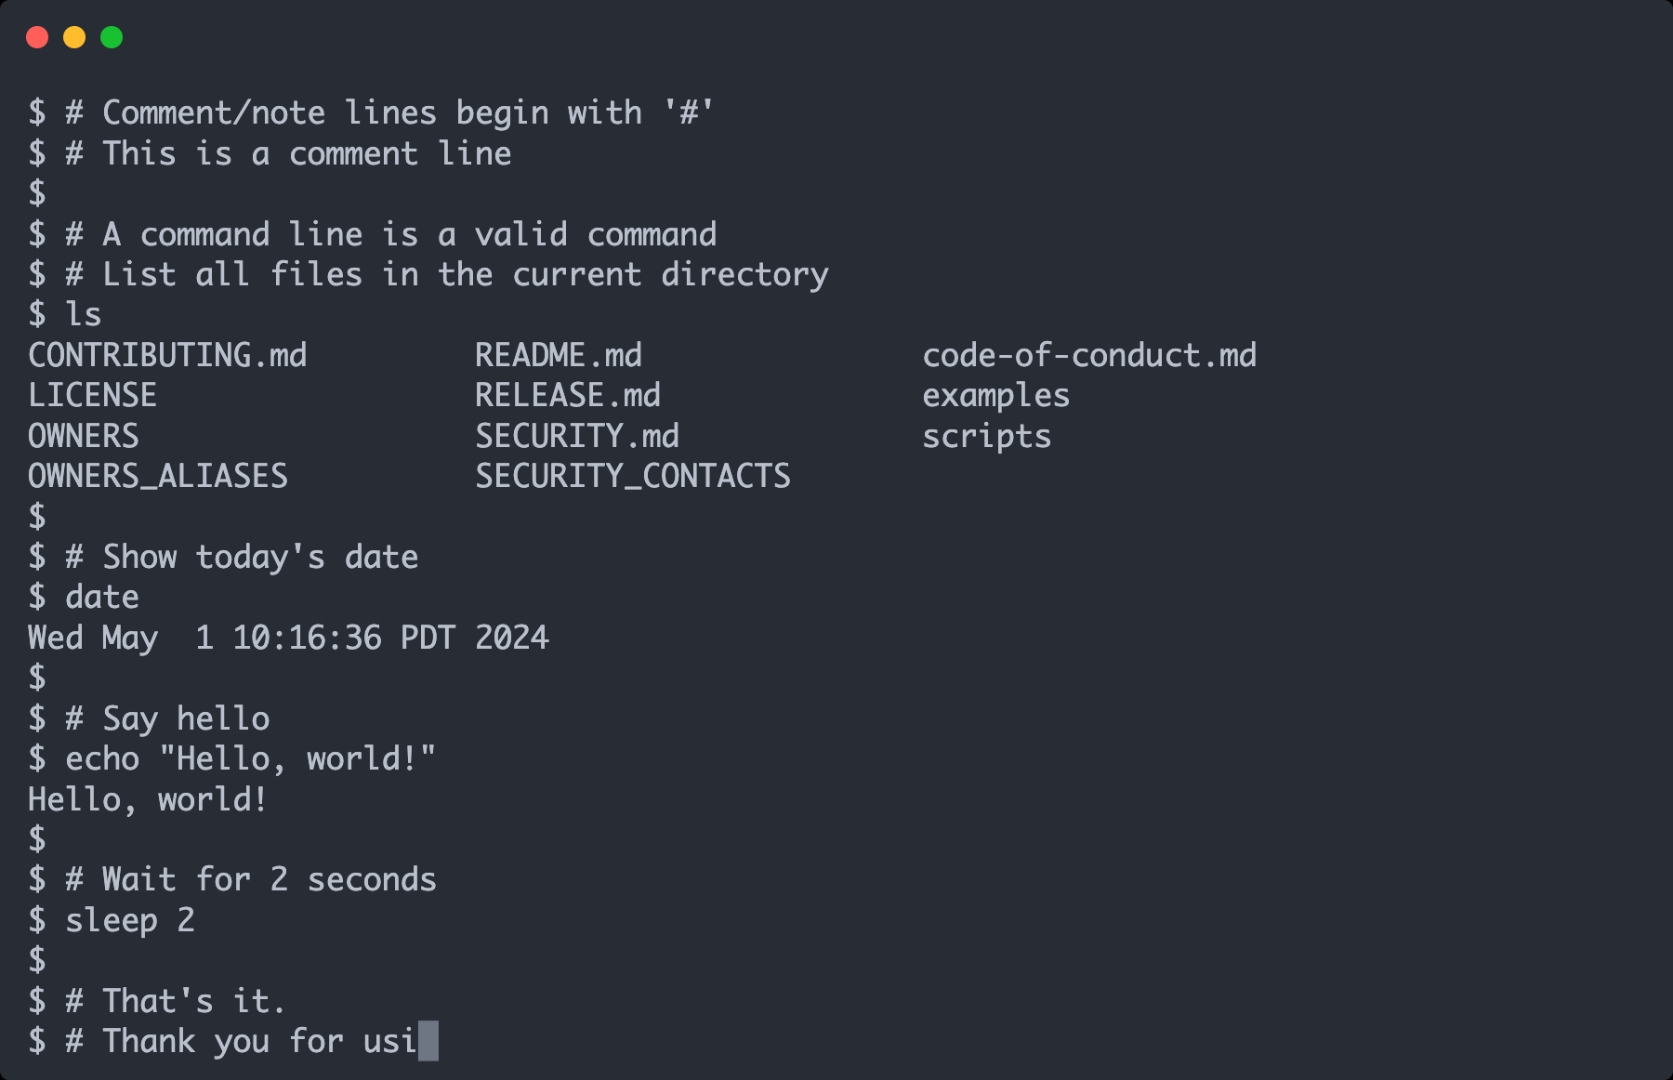 $ # Comment/note lines begin with '#'
$ # This is a comment line
$
$ # A command line is a valid command
$ # List all files in the current directory
$ ls
CONTRIBUTING.md         README.md               code-of-conduct.md
LICENSE                 RELEASE.md              examples
OWNERS                  SECURITY.md             scripts
OWNERS_ALIASES          SECURITY_CONTACTS
$
$ # Show today's date
$ date
Wed May  1 10:16:36 PDT 2024
$
$ # Say hello
$ echo "Hello, world!"
Hello, world!
$
$ # Wait for 2 seconds
$ sleep 2
$
$ # That's it.
$ # Thank you for usi